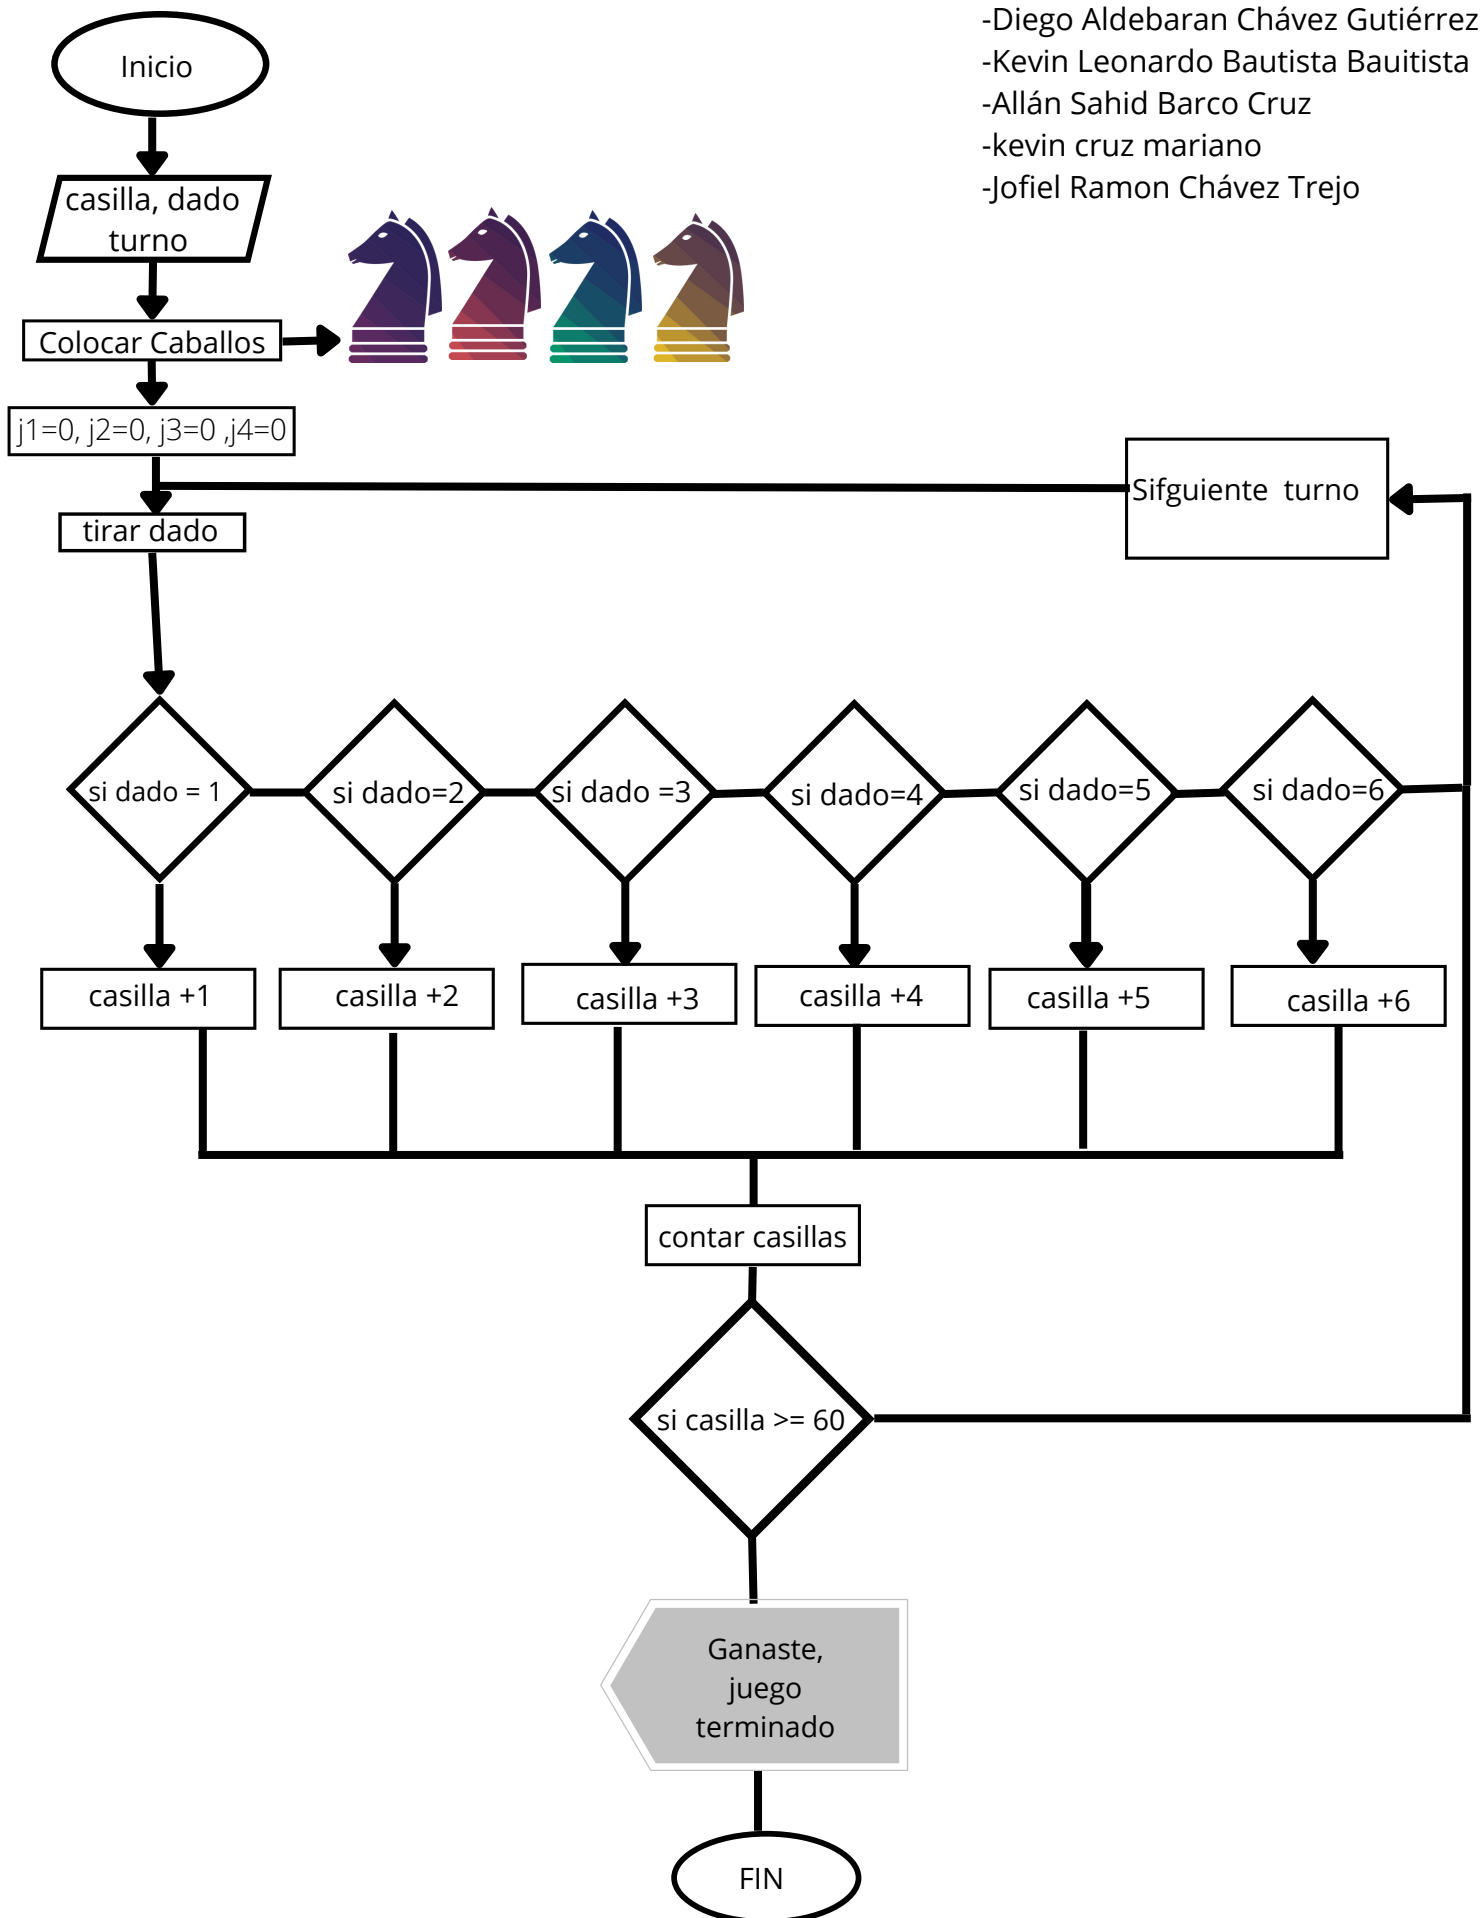 -Diego Aldebaran Chávez Gutiérrez
-Kevin Leonardo Bautista Bauitista
-Allán Sahid Barco Cruz
-kevin cruz mariano
-Jofiel Ramon Chávez Trejo
Inicio
casilla, dado
turno
Colocar Caballos
j1=0, j2=0, j3=0 ,j4=0
Sifguiente turno
tirar dado
si dado = 1
si dado=2
si dado =3
si dado=4
si dado=5
si dado=6
casilla +1
casilla +2
casilla +3
casilla +4
casilla +5
casilla +6
contar casillas
si casilla >= 60
Ganaste,
juego
terminado
FIN